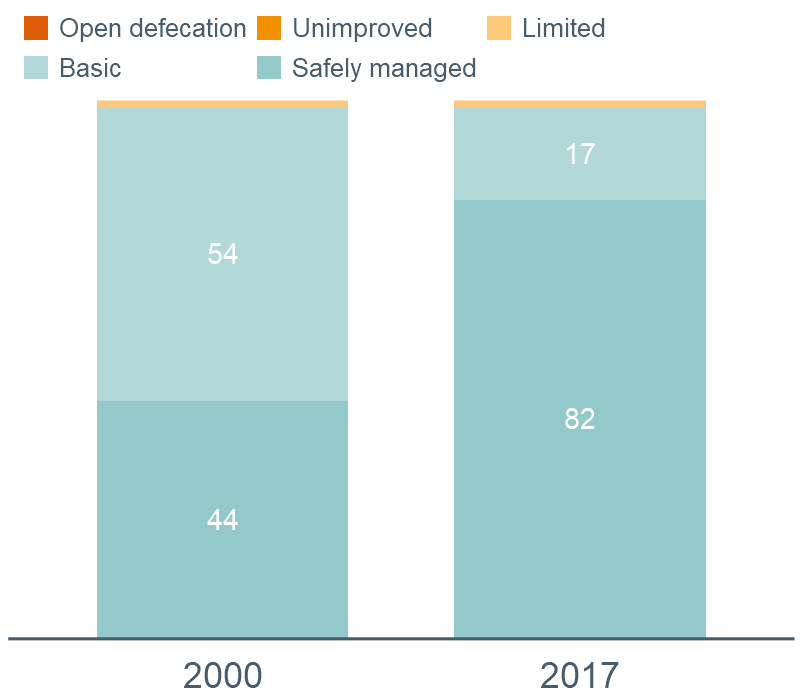 Open defecation Unimproved Limited
Basic Safely managed
17
54
82
44
2000 2017